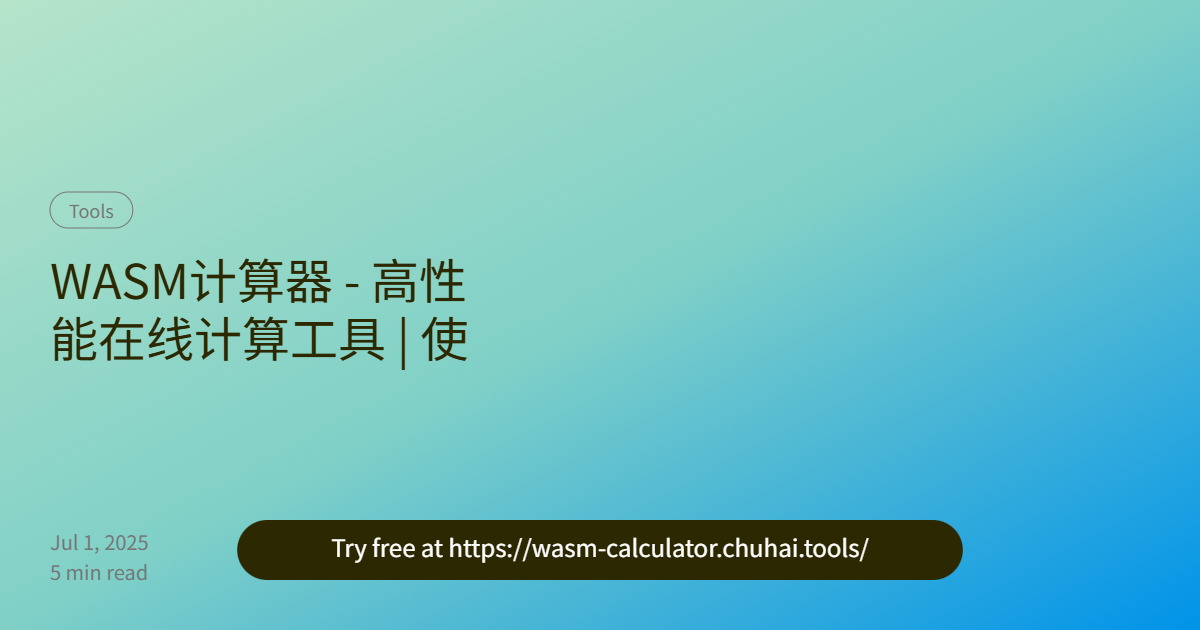 Tools
WASM计算器 - 高性
能在线计算工具 | 使
Jul 1, 2025
5 min read
Try free at https://wasm-calculator.chuhai.tools/